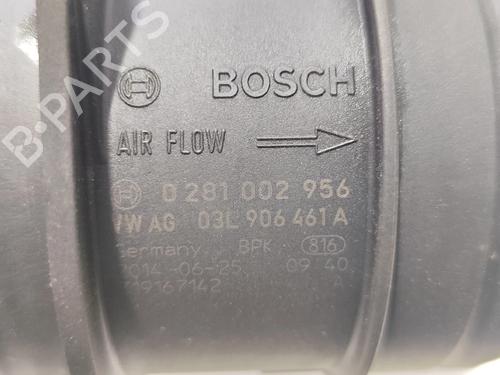 BOSCH
AIR FLOW
0 281 002 956
VW AG 03L 906 461 A
Germany BPK 816
2014-06-25 09 40
A
B-PARTS